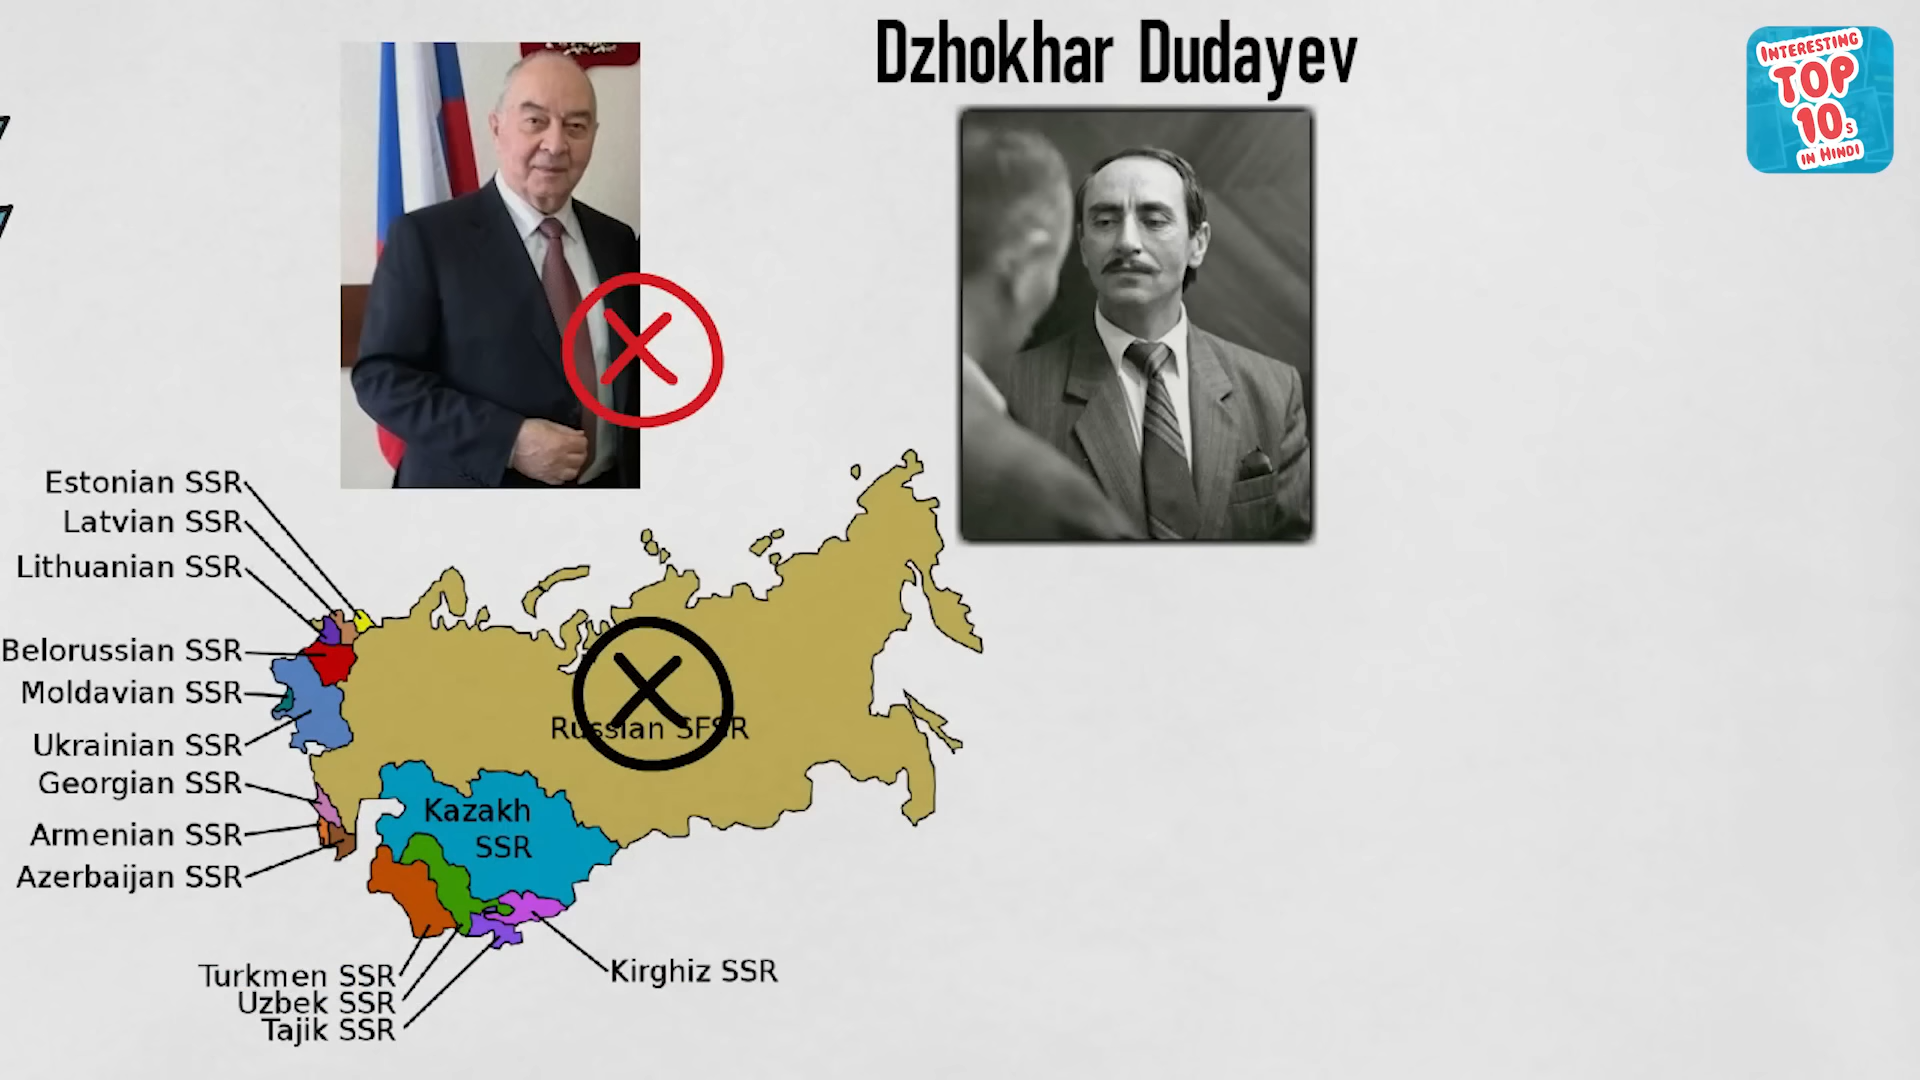 Dzhokhar Dudayev
INTERESTING
TOP
10s
IN HINDI
Estonian SSR
Latvian SSR
Lithuanian SSR
Belorussian SSR
Moldavian SSR
Ukrainian SSR
Georgian SSR
Armenian SSR
Azerbaijan SSR
Russian SFSR
Kazakh
SSR
Turkmen SSR
Uzbek SSR
Tajik SSR
Kirghiz SSR